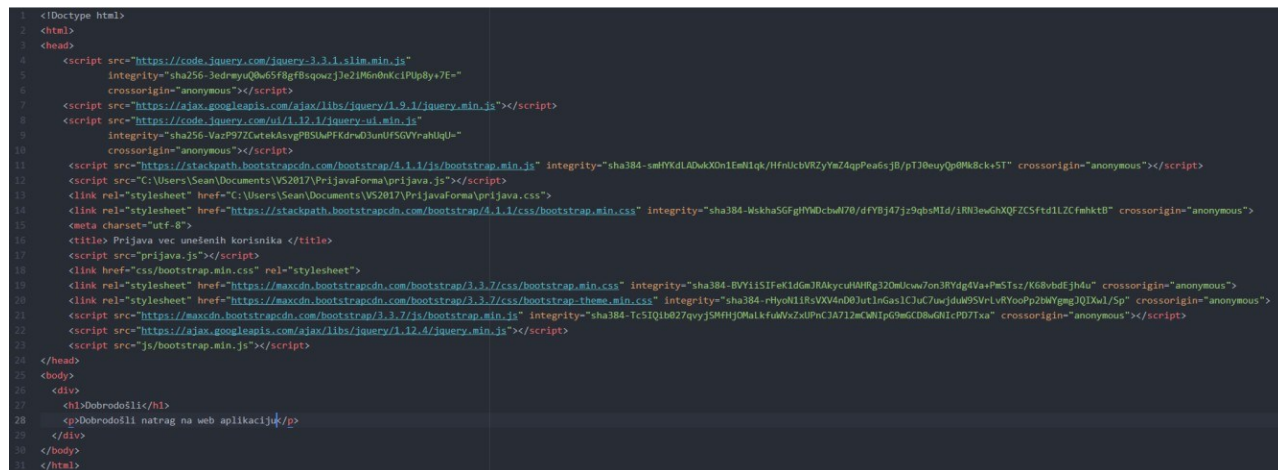 1 <!Doctype html>
2 <html>
3 <head>
4 <script src="https://code.jquery.com/jquery-3.3.1.slim.min.js"
5 integrity="sha256-3edrmyuQ0w65f8gfBsqowzjJe2iM6n0nKciPUp8y+7E="
6 crossorigin="anonymous"></script>
7 <script src="https://ajax.googleapis.com/ajax/libs/jquery/1.9.1/jquery.min.js"></script>
8 <script src="https://code.jquery.com/ui/1.12.1/jquery-ui.min.js"
9 integrity="sha256-VazP97ZCwtekAsvgPBSUwPFKdrwD3unUfSGVYrahUqU="
10 crossorigin="anonymous"></script>
11 <script src="https://stackpath.bootstrapcdn.com/bootstrap/4.1.1/js/bootstrap.min.js" integrity="sha384-smHYKdLADwkXOn1EmN1qk/HfnUcbVRZyYmZ4qpPea6sjB/pTJ0euyQp0Mk8ck+5T" crossorigin="anonymous"></script>
12 <script src="C:\Users\Sean\Documents\VS2017\PrijavaForma\prijava.js"></script>
13 <link rel="stylesheet" href="C:\Users\Sean\Documents\VS2017\PrijavaForma\prijava.css">
14 <link rel="stylesheet" href="https://stackpath.bootstrapcdn.com/bootstrap/4.1.1/css/bootstrap.min.css" integrity="sha384-WskhaSGFgHYWDcbwN70/dfYBj47jz9qbsMId/iRN3ewGhXQFZCSftd1LZCfmhktB" crossorigin="anonymous">
15 <meta charset="utf-8">
16 <title> Prijava vec unešenih korisnika </title>
17 <script src="prijava.js"></script>
18 <link href="css/bootstrap.min.css" rel="stylesheet">
19 <link rel="stylesheet" href="https://maxcdn.bootstrapcdn.com/bootstrap/3.3.7/css/bootstrap.min.css" integrity="sha384-BVYiiSIFeK1dGmJRAkycuHAHRg32OmUcww7on3RYdg4Va+PmSTsz/K68vbdEjh4u" crossorigin="anonymous">
20 <link rel="stylesheet" href="https://maxcdn.bootstrapcdn.com/bootstrap/3.3.7/css/bootstrap-theme.min.css" integrity="sha384-rHyoN1iRsVXV4nD0JutlnGaslCJuC7uwjduW9SVrLvRYooPp2bWYgmgJQIXwl/Sp" crossorigin="anonymous">
21 <script src="https://maxcdn.bootstrapcdn.com/bootstrap/3.3.7/js/bootstrap.min.js" integrity="sha384-Tc5IQib027qvyjSMfHjOMaLkfuWVxZxUPnCJA7l2mCWNIpG9mGCD8wGNIcPD7Txa" crossorigin="anonymous"></script>
22 <script src="https://ajax.googleapis.com/ajax/libs/jquery/1.12.4/jquery.min.js"></script>
23 <script src="js/bootstrap.min.js"></script>
24 </head>
25 <body>
26 <div>
27 <h1>Dobrodošli</h1>
28 <p>Dobrodošli natrag na web aplikaciju</p>
29 </div>
30 </body>
31 </html>